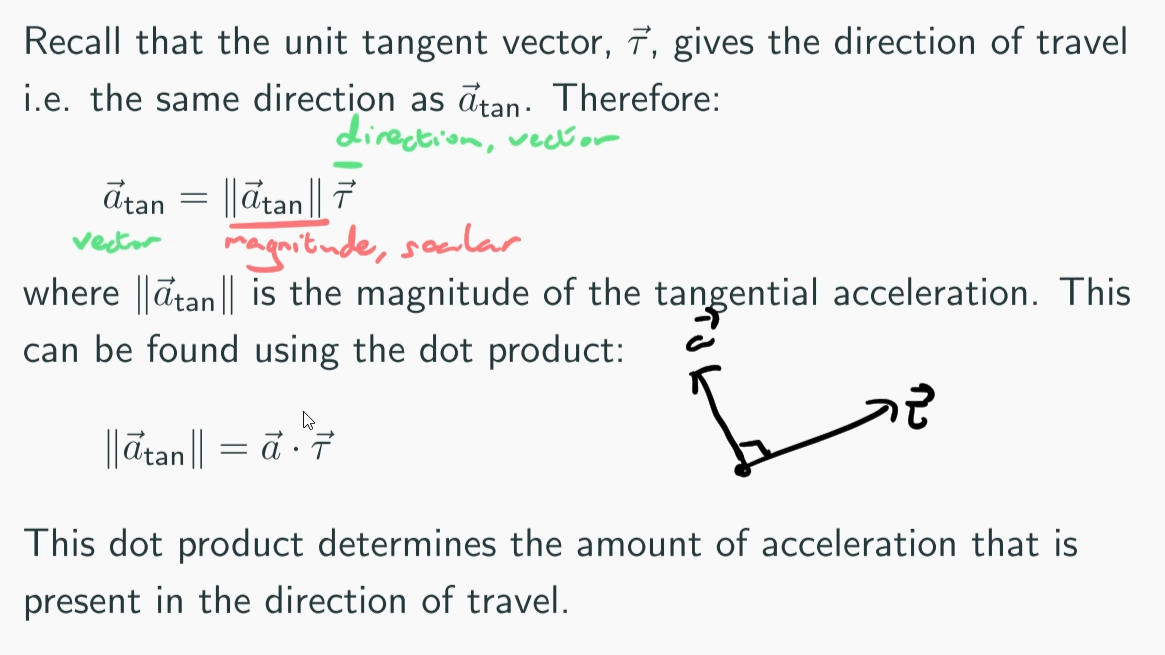 Recall that the unit tangent vector, $\vec{\tau}$, gives the direction of travel
i.e. the same direction as $\vec{a}_{\text{tan}}$. Therefore:
direction, vector
$\vec{a}_{\text{tan}} = \|\vec{a}_{\text{tan}}\| \, \vec{\tau}$
vector magnitude, scalar
where $\|\vec{a}_{\text{tan}}\|$ is the magnitude of the tangential acceleration. This
can be found using the dot product:
$\vec{a}$
$\vec{\tau}$
$\|\vec{a}_{\text{tan}}\| = \vec{a} \cdot \vec{\tau}$
This dot product determines the amount of acceleration that is
present in the direction of travel.